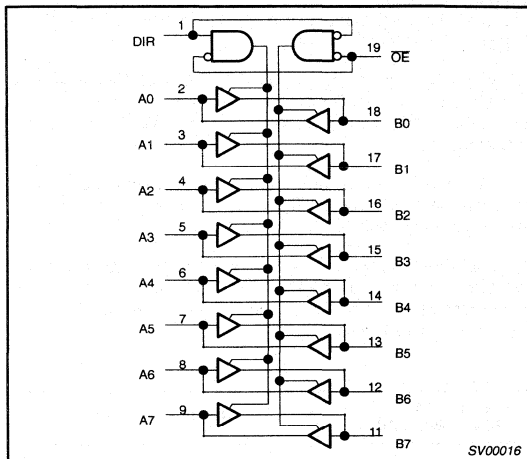 1
DIR
19
OE
A0 2
18 B0
A1 3
17 B1
A2 4
16 B2
A3 5
15 B3
A4 6
14 B4
A5 7
13 B5
A6 8
12 B6
A7 9
11 B7
SV00016